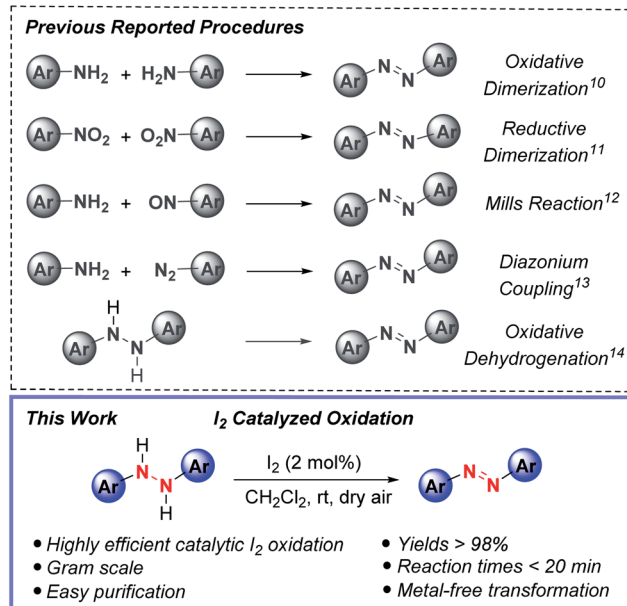 Previous Reported Procedures
Ar NH2 + H2N Ar Ar N N Ar Oxidative
Dimerization10
Ar NO2 + O2N Ar Ar N N Ar Reductive
Dimerization11
Ar NH2 + ON Ar Ar N N Ar Mills Reaction12
Ar NH2 + N2 Ar Ar N N Ar Diazonium
Coupling13
H
Ar N N Ar Ar N N Ar Oxidative
H Dehydrogenation14
This Work I2 Catalyzed Oxidation
H
Ar N N Ar I2 (2 mol%) Ar N N Ar
H CH2Cl2, rt, dry air
• Highly efficient catalytic I2 oxidation
• Gram scale
• Easy purification
• Yields > 98%
• Reaction times < 20 min
• Metal-free transformation